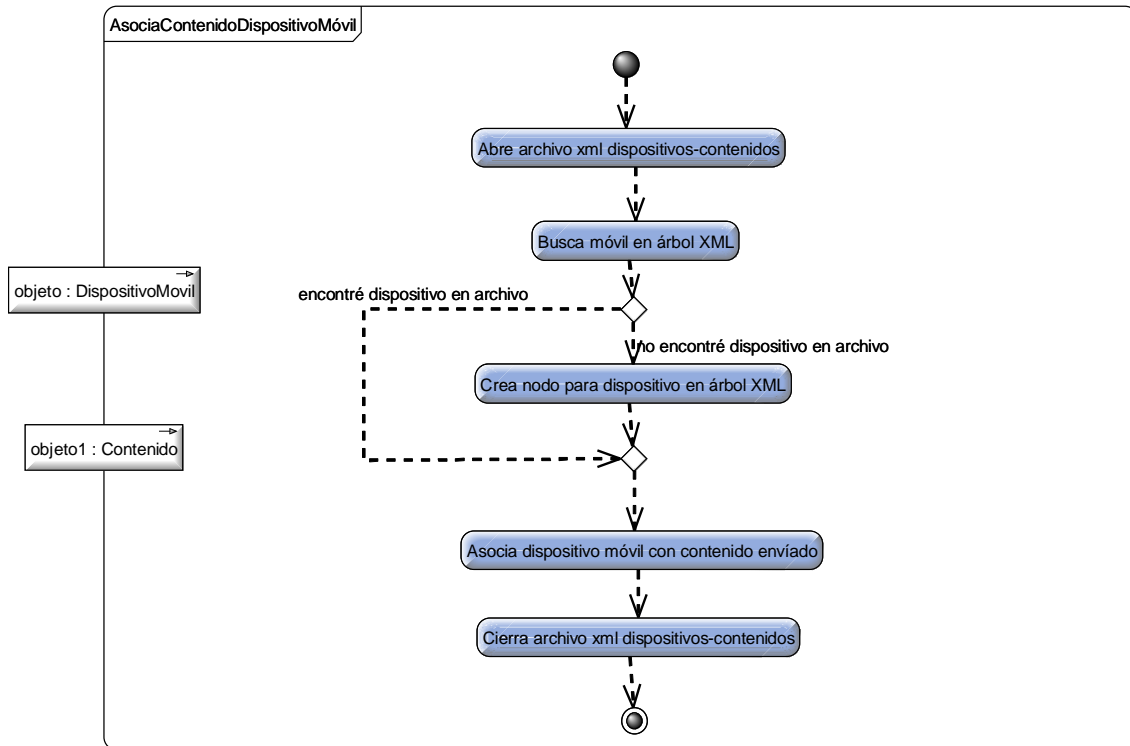 AsociaContenidoDispositivoMóvil
Abre archivo xml dispositivos-contenidos
Busca móvil en árbol XML
objeto : DispositivoMovil
encontré dispositivo en archivo
no encontré dispositivo en archivo
Crea nodo para dispositivo en árbol XML
objeto1 : Contenido
Asocia dispositivo móvil con contenido envíado
Cierra archivo xml dispositivos-contenidos